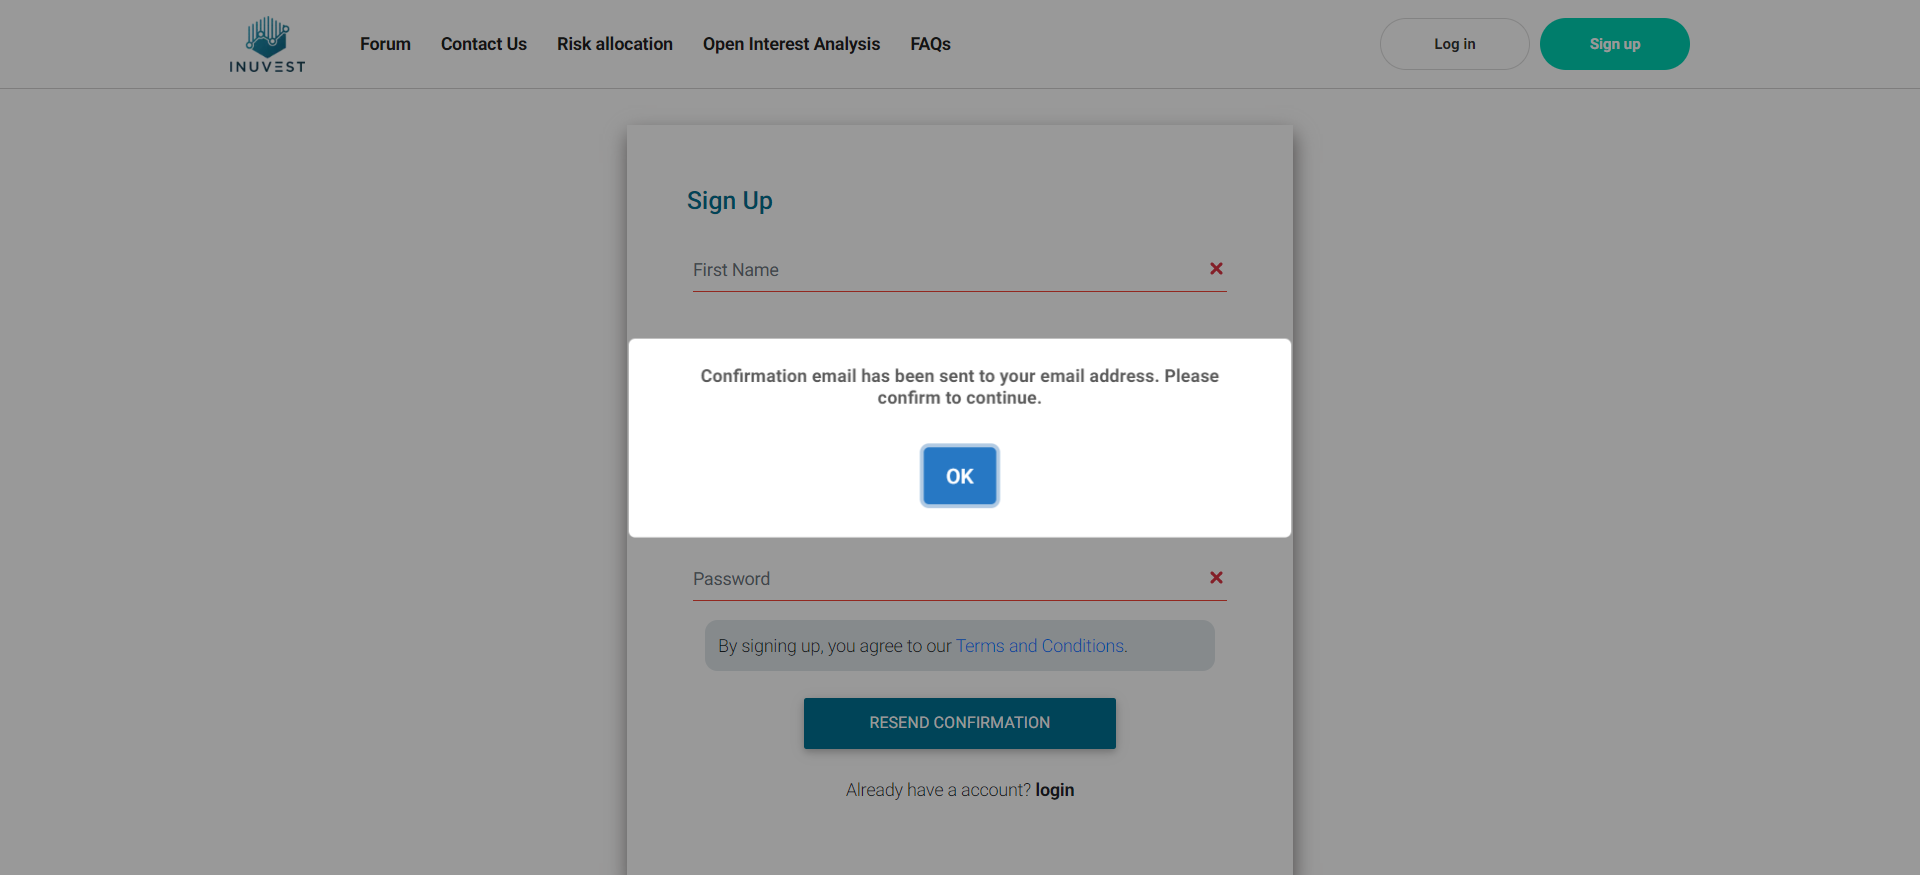 INUVEST
Forum
Contact Us
Risk allocation
Open Interest Analysis
FAQs
Log in
Sign up
Sign Up
First Name
Confirmation email has been sent to your email address. Please
confirm to continue.
OK
Password
By signing up, you agree to our Terms and Conditions.
RESEND CONFIRMATION
Already have a account? login